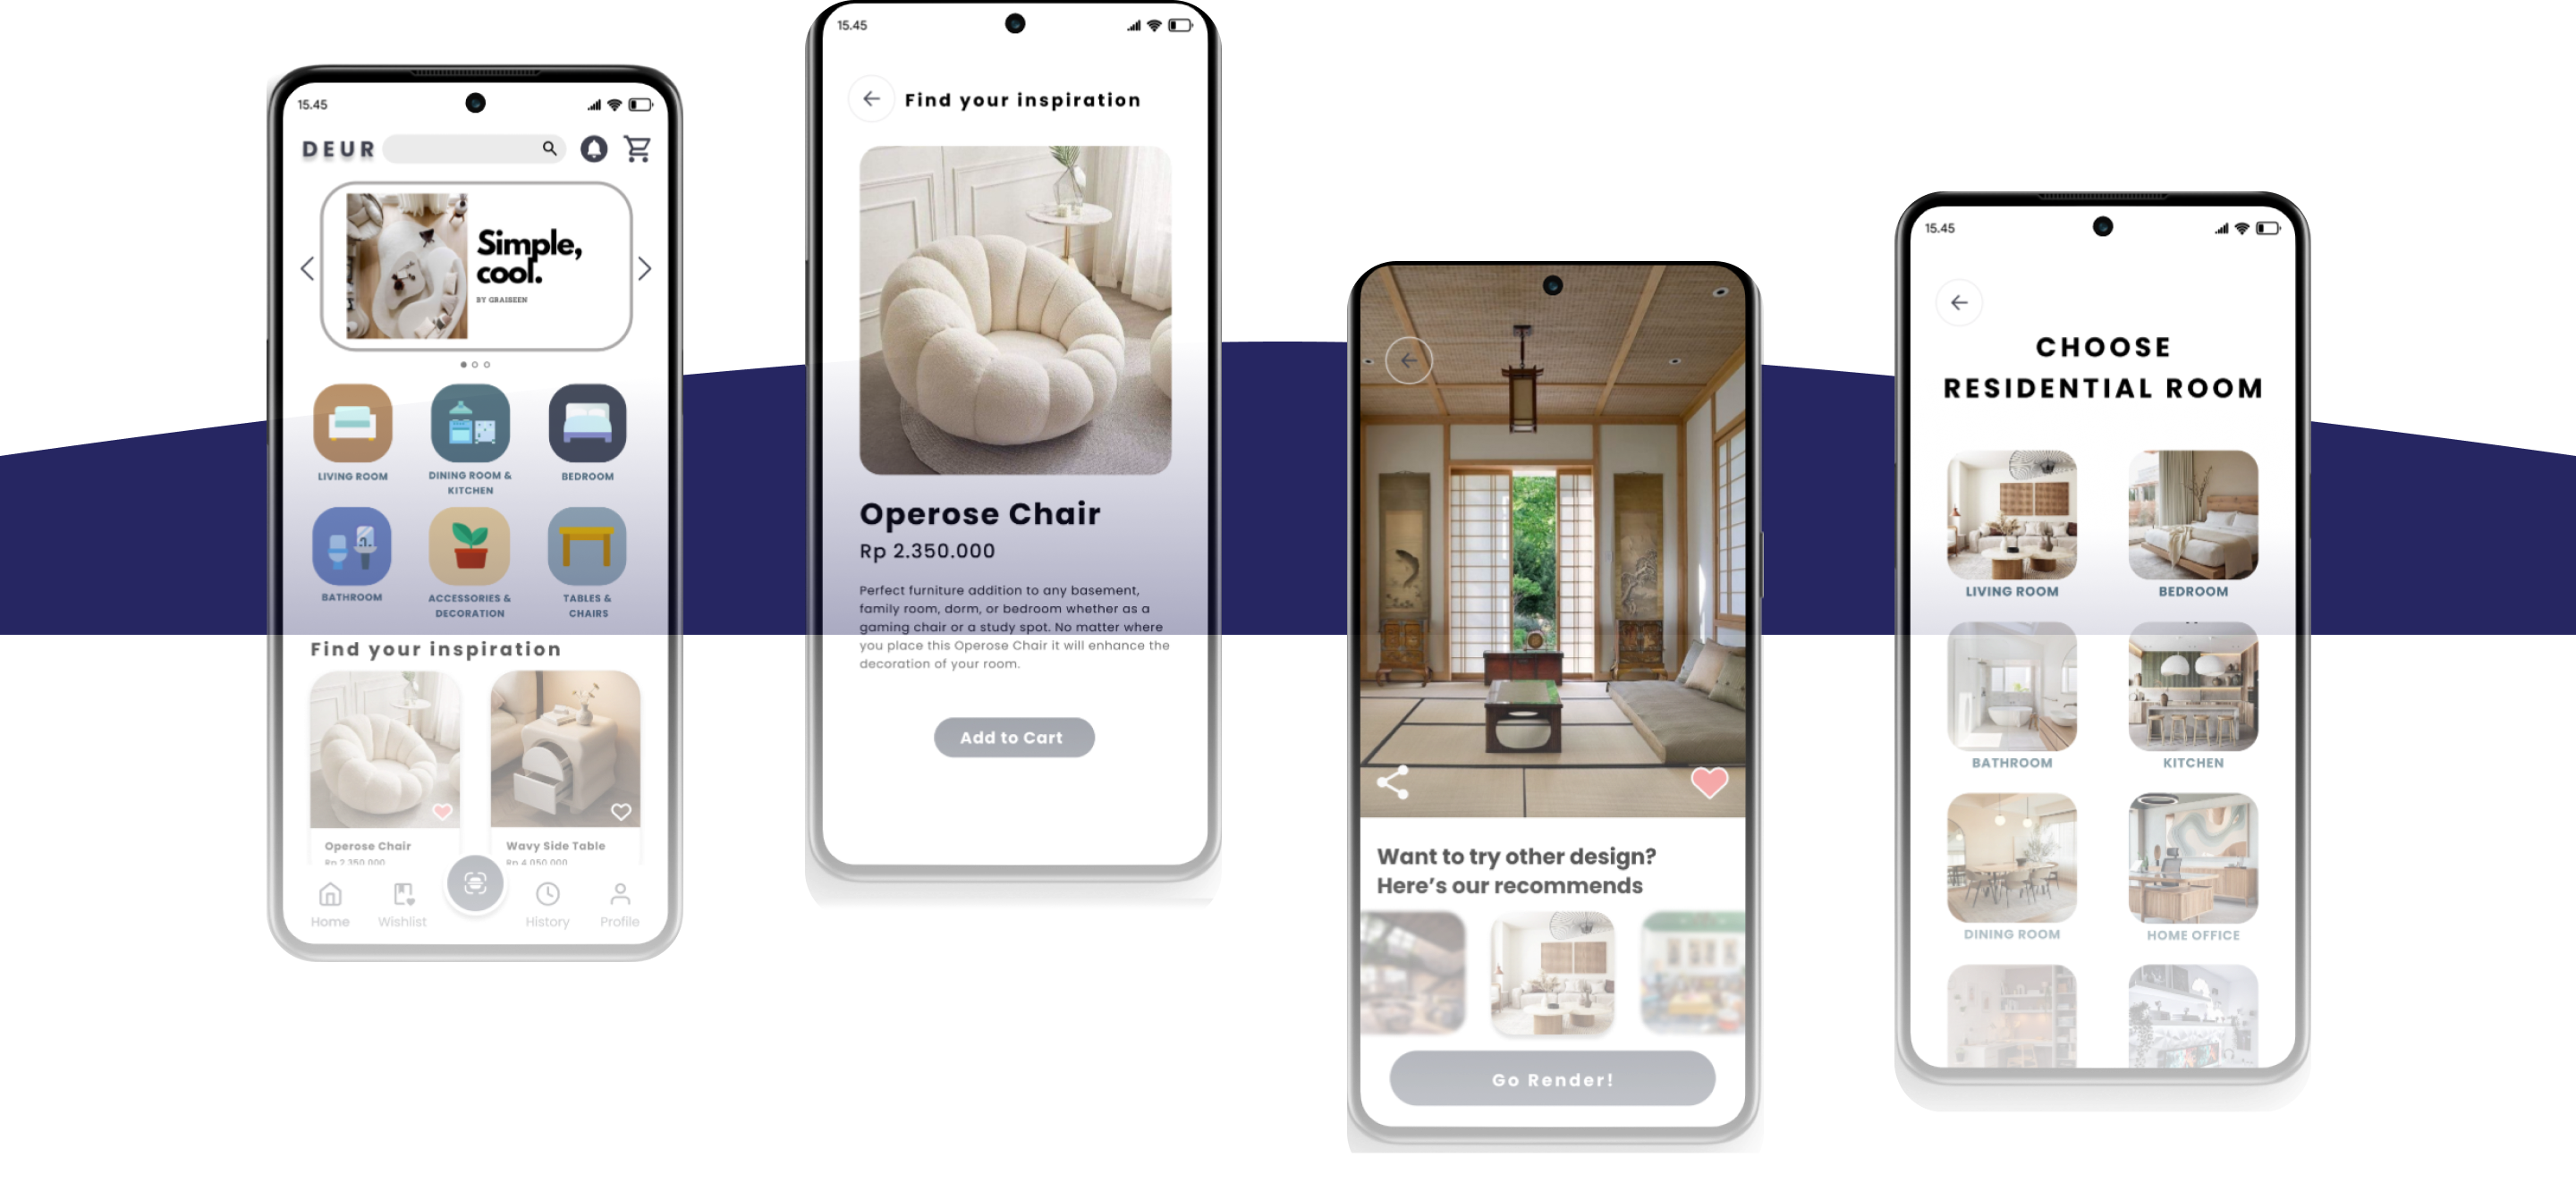 15.45
DEUR
Simple,
cool.
BY GRAISEEN
LIVING ROOM
DINING ROOM &
KITCHEN
BEDROOM
BATHROOM
ACCESSORIES &
DECORATION
TABLES &
CHAIRS
Find your inspiration
Operose Chair
Rp 2.350.000
Wavy Side Table
Rp 4.050.000
Home
Wishlist
History
Profile
15.45
Find your inspiration
Operose Chair
Rp 2.350.000
Perfect furniture addition to any basement,
family room, dorm, or bedroom whether as a
gaming chair or a study spot. No matter where
you place this Operose Chair it will enhance the
decoration of your room.
Add to Cart
Want to try other design?
Here's our recommends
Go Render!
15.45
CHOOSE
RESIDENTIAL ROOM
LIVING ROOM
BEDROOM
BATHROOM
KITCHEN
DINING ROOM
HOME OFFICE